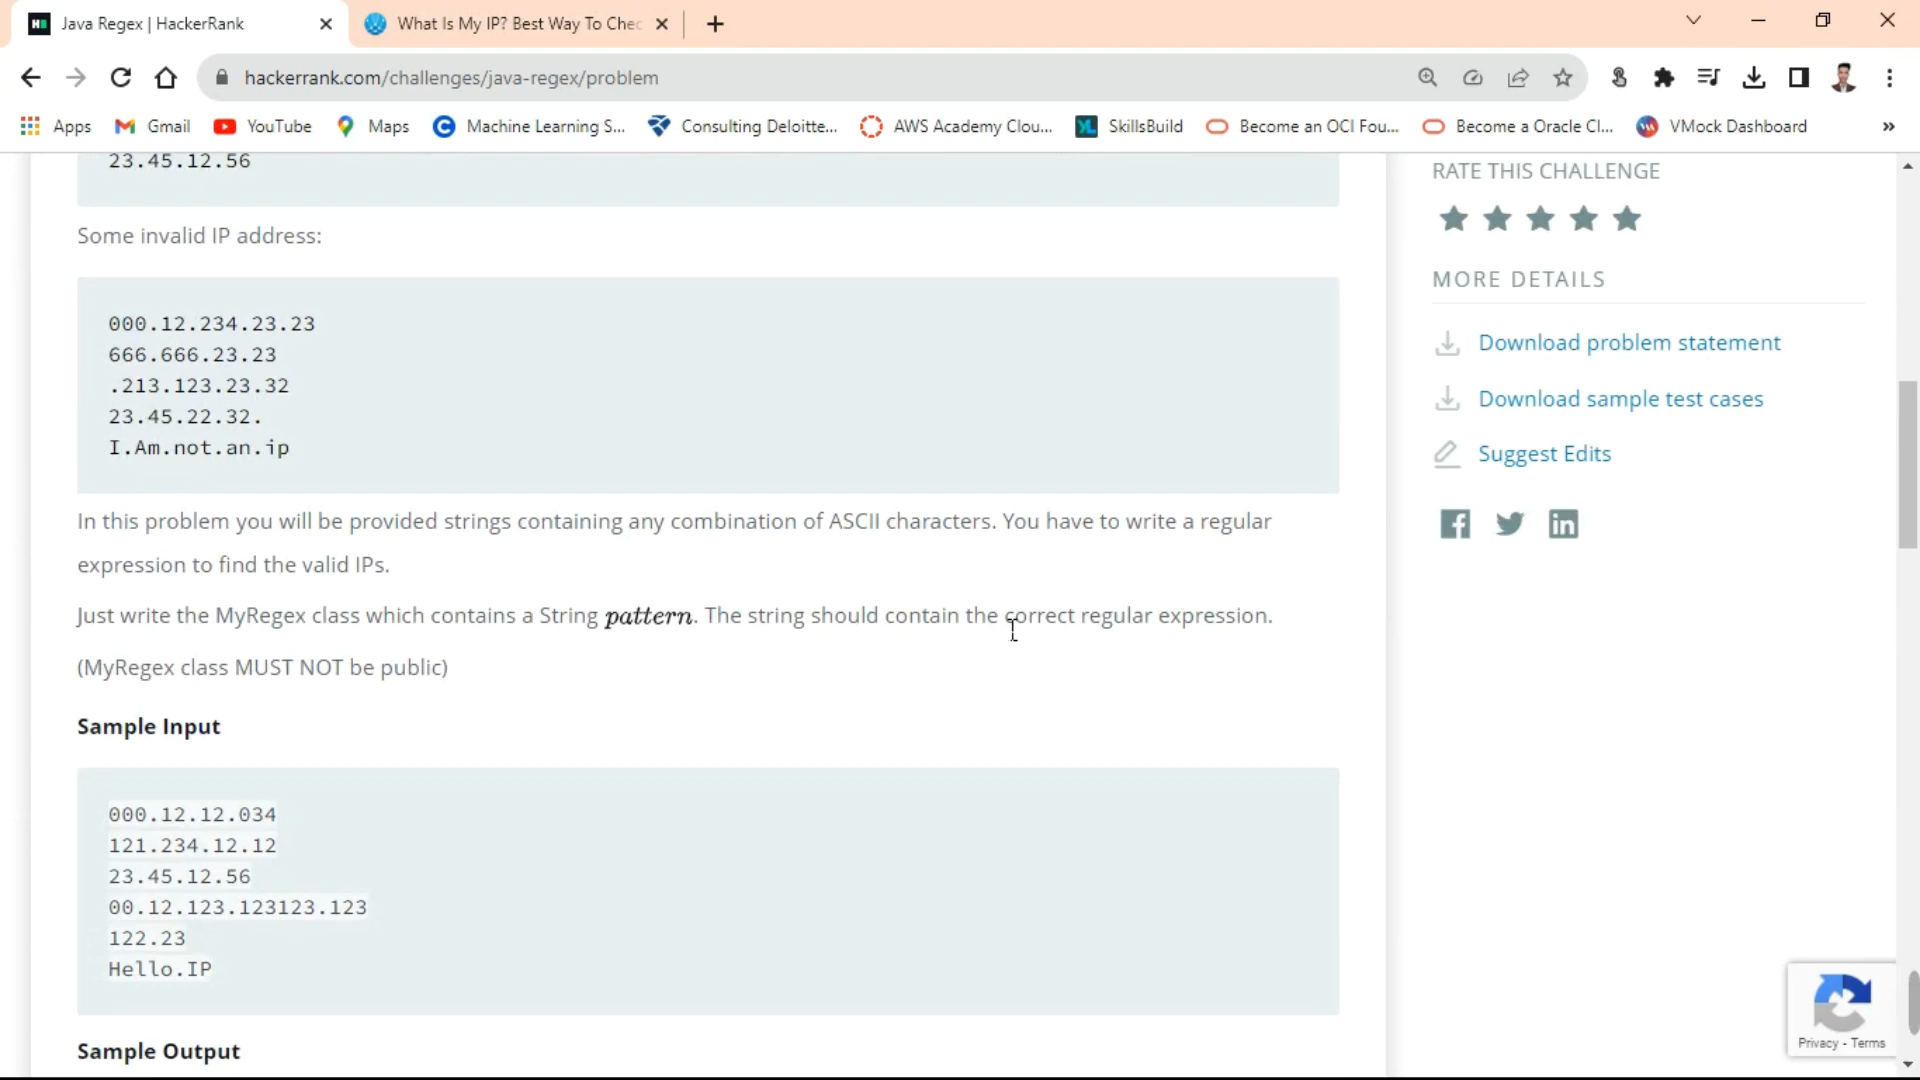 Java Regex | HackerRank
What Is My IP? Best Way To Chec
hackerrank.com/challenges/java-regex/problem
Apps
Gmail
YouTube
Maps
Machine Learning S...
Consulting Deloitte...
AWS Academy Clou...
SkillsBuild
Become an OCI Fou...
Become a Oracle Cl...
VMock Dashboard
»
23.45.12.56
Some invalid IP address:
000.12.234.23.23
666.666.23.23
.213.123.23.32
23.45.22.32.
I.Am.not.an.ip
In this problem you will be provided strings containing any combination of ASCII characters. You have to write a regular
expression to find the valid IPs.
Just write the MyRegex class which contains a String pattern. The string should contain the correct regular expression.
(MyRegex class MUST NOT be public)
Sample Input
000.12.12.034
121.234.12.12
23.45.12.56
00.12.123.123123.123
122.23
Hello.IP
Sample Output
RATE THIS CHALLENGE
MORE DETAILS
Download problem statement
Download sample test cases
Suggest Edits
Privacy - Terms